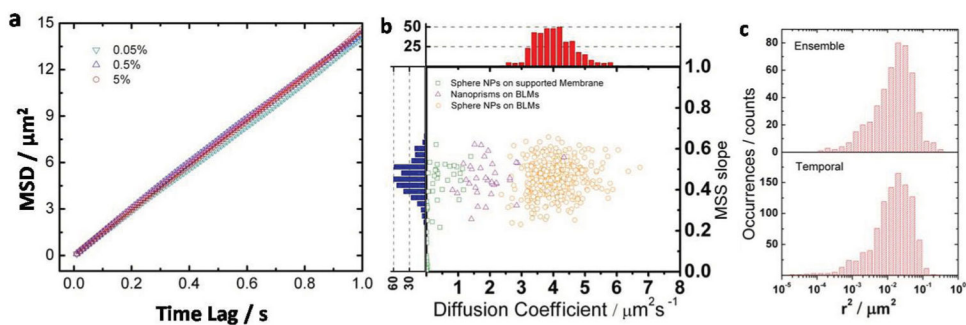 a
MSD / μm²
15
12
9
6
3
0
0.05%
0.5%
5%
0.0 0.2 0.4 0.6 0.8 1.0
Time Lag / s
b
50
25
1.0
0.8
0.6
0.4
0.2
0.0
Sphere NPs on supported Membrane
Nanoprisms on BLMs
Sphere NPs on BLMs
MSS slope
60 30
1 2 3 4 5 6 7 8
Diffusion Coefficient / μm²s⁻¹
c
Occurrences / counts
80
60
40
20
0
Ensemble
150
100
50
Temporal
10⁻⁵ 10⁻⁴ 10⁻³ 10⁻² 10⁻¹ 10⁰
r² / μm²